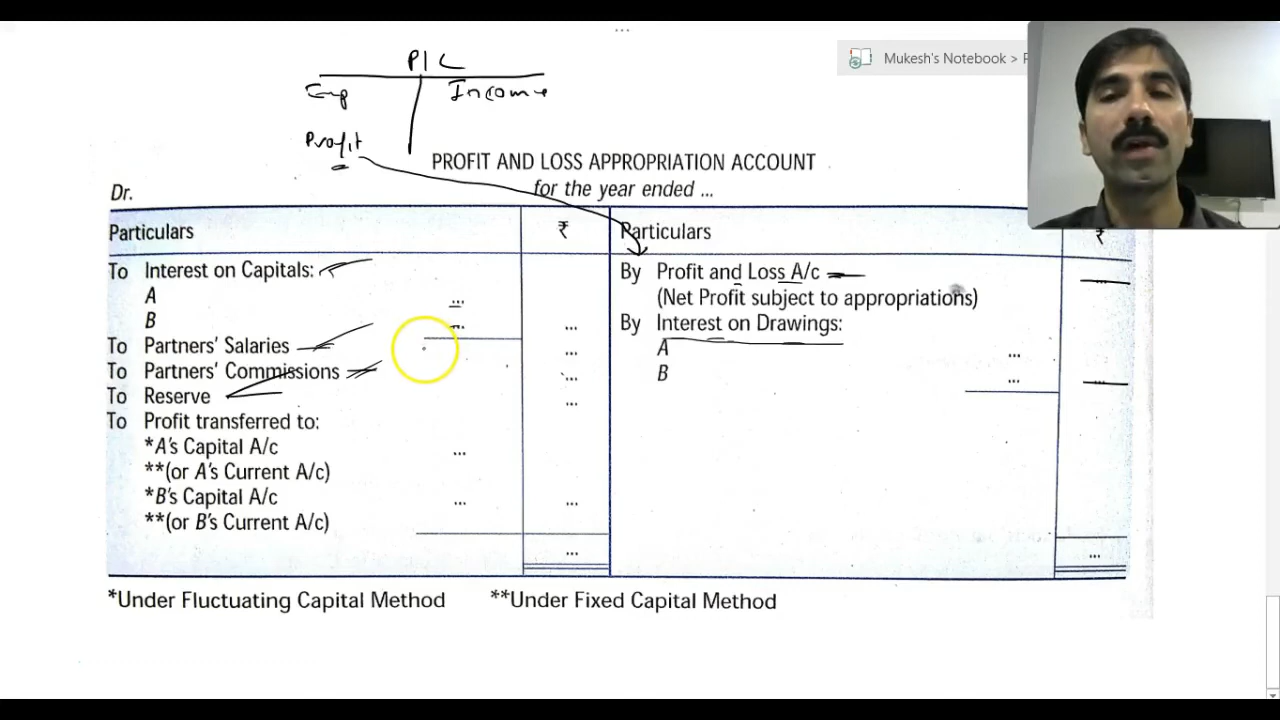 Mukesh's Notebook >
P/L
Exp Income
Profit
PROFIT AND LOSS APPROPRIATION ACCOUNT
for the year ended ...
Dr.
Particulars ₹ Particulars ₹
To Interest on Capitals: By Profit and Loss A/c ...
A ... (Net Profit subject to appropriations)
B ... ... By Interest on Drawings:
To Partners' Salaries ... A ...
To Partners' Commissions ... B ... ...
To Reserve ...
To Profit transferred to:
*A's Capital A/c ...
**(or A's Current A/c)
*B's Capital A/c ... ...
**(or B's Current A/c)
... ...
*Under Fluctuating Capital Method **Under Fixed Capital Method